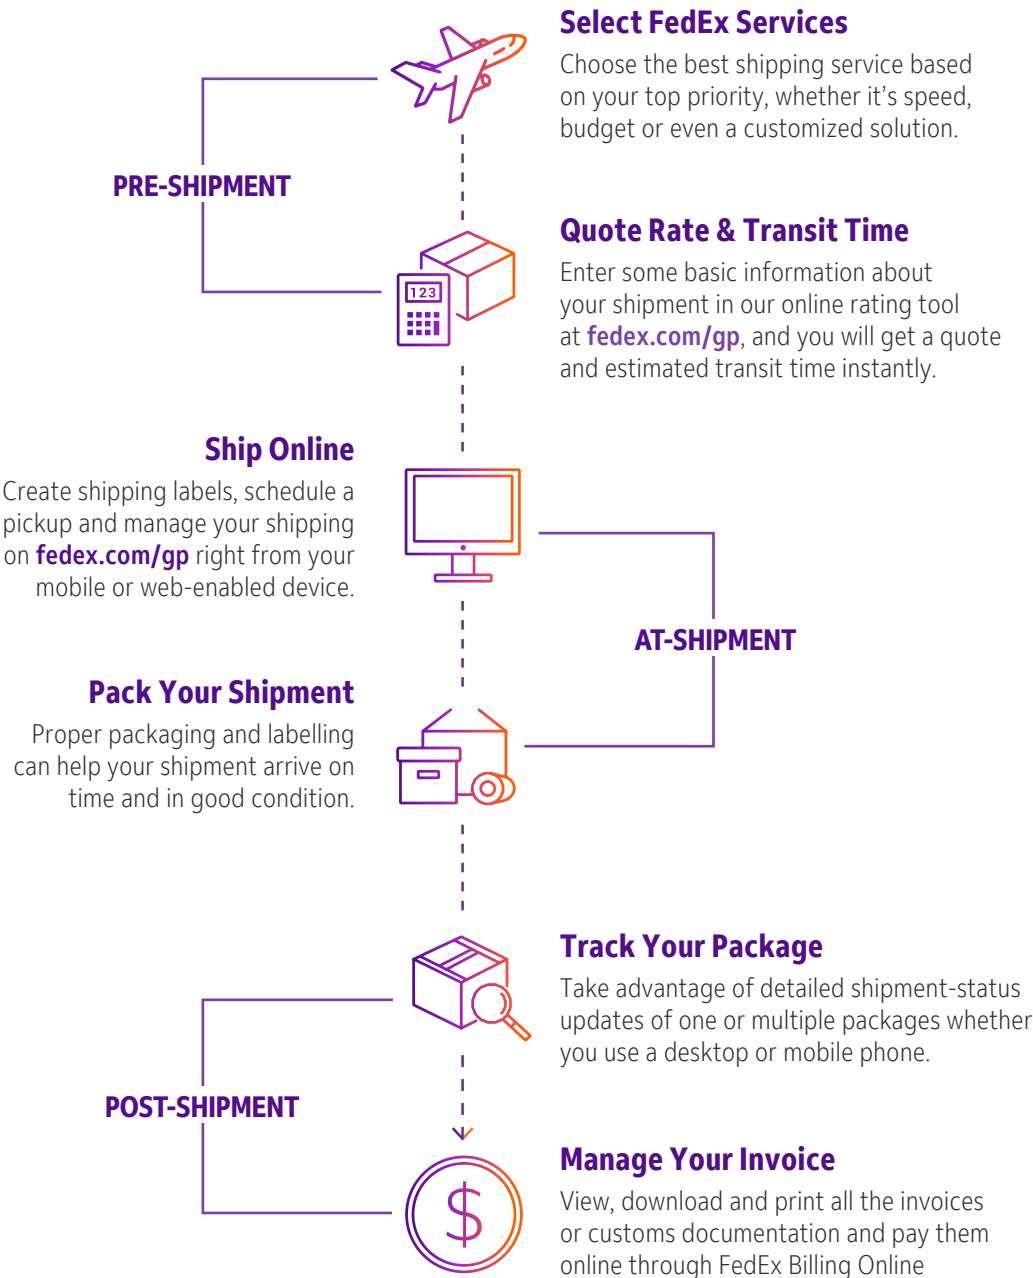 Select FedEx Services
Choose the best shipping service based
on your top priority, whether it’s speed,
budget or even a customized solution.
PRE-SHIPMENT
Quote Rate & Transit Time
Enter some basic information about
your shipment in our online rating tool
at fedex.com/gp, and you will get a quote
and estimated transit time instantly.
123
Ship Online
Create shipping labels, schedule a
pickup and manage your shipping
on fedex.com/gp right from your
mobile or web-enabled device.
AT-SHIPMENT
Pack Your Shipment
Proper packaging and labelling
can help your shipment arrive on
time and in good condition.
Track Your Package
Take advantage of detailed shipment-status
updates of one or multiple packages whether
you use a desktop or mobile phone.
POST-SHIPMENT
Manage Your Invoice
View, download and print all the invoices
or customs documentation and pay them
online through FedEx Billing Online
$